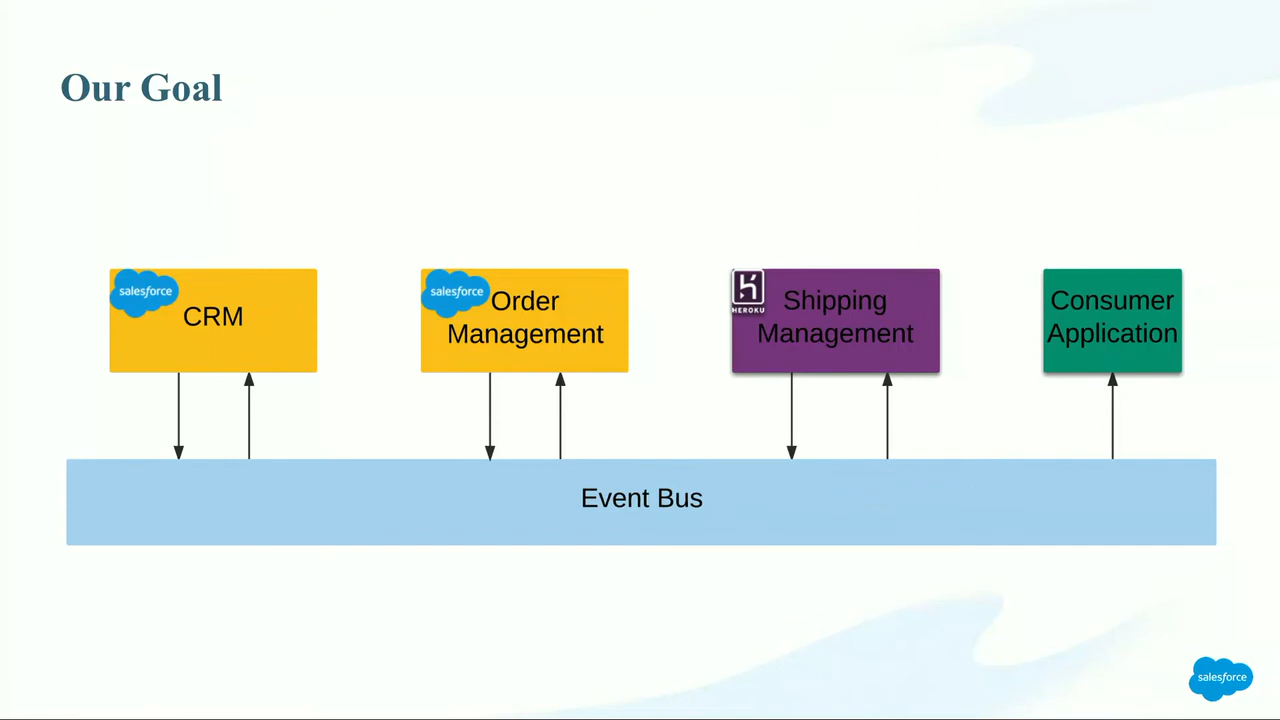 Our Goal
salesforce
CRM
salesforce
Order
Management
HEROKU
Shipping
Management
Consumer
Application
Event Bus
salesforce